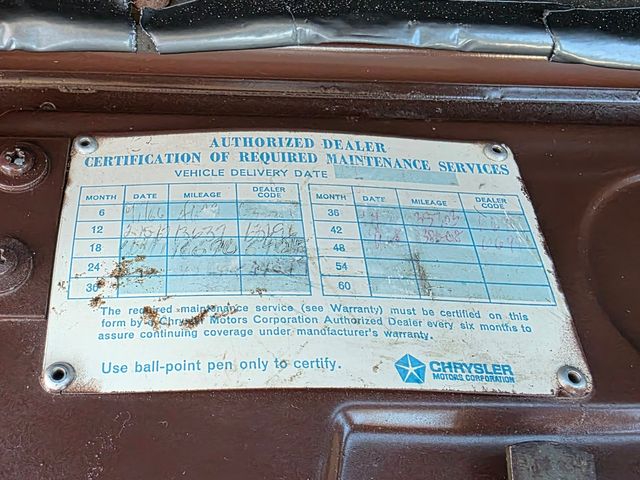 AUTHORIZED DEALER
CERTIFICATION OF REQUIRED MAINTENANCE SERVICES
VEHICLE DELIVERY DATE
MONTH DATE MILEAGE DEALER CODE
6
12
18
24
30
MONTH DATE MILEAGE DEALER CODE
36
42
48
54
60
The required maintenance service (see Warranty) must be certified on this
form by a Chrysler Motors Corporation Authorized Dealer every six months to
assure continuing coverage under manufacturer's warranty.
Use ball-point pen only to certify.
CHRYSLER
MOTORS CORPORATION